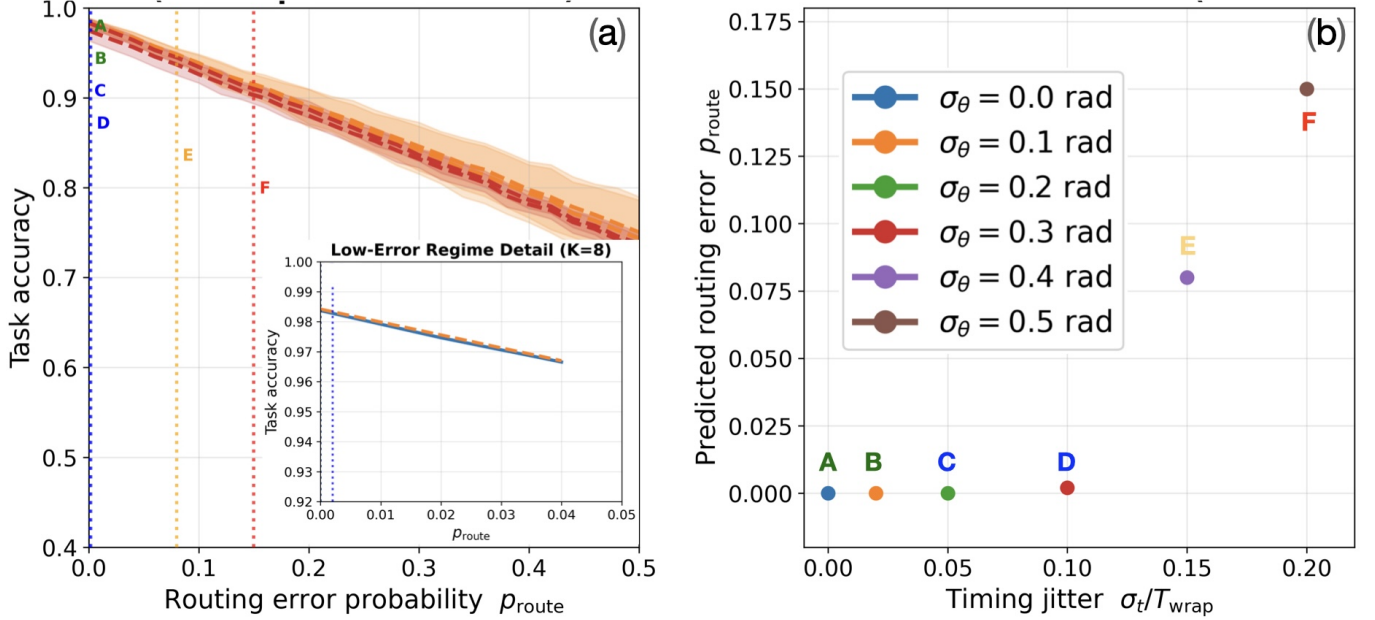 (a)
1.0
0.9
0.8
0.7
0.6
0.5
0.4
Task accuracy
A
B
C
D
E
F
Low-Error Regime Detail (K=8)
1.00
0.99
0.98
0.97
0.96
0.95
0.94
0.93
0.92
Task accuracy
0.00 0.01 0.02 0.03 0.04 0.05
p_route
0.0 0.1 0.2 0.3 0.4 0.5
Routing error probability p_route
(b)
0.175
0.150
0.125
0.100
0.075
0.050
0.025
0.000
Predicted routing error p_route
σ_θ = 0.0 rad
σ_θ = 0.1 rad
σ_θ = 0.2 rad
σ_θ = 0.3 rad
σ_θ = 0.4 rad
σ_θ = 0.5 rad
F
E
A B C D
0.00 0.05 0.10 0.15 0.20
Timing jitter σ_t/T_wrap